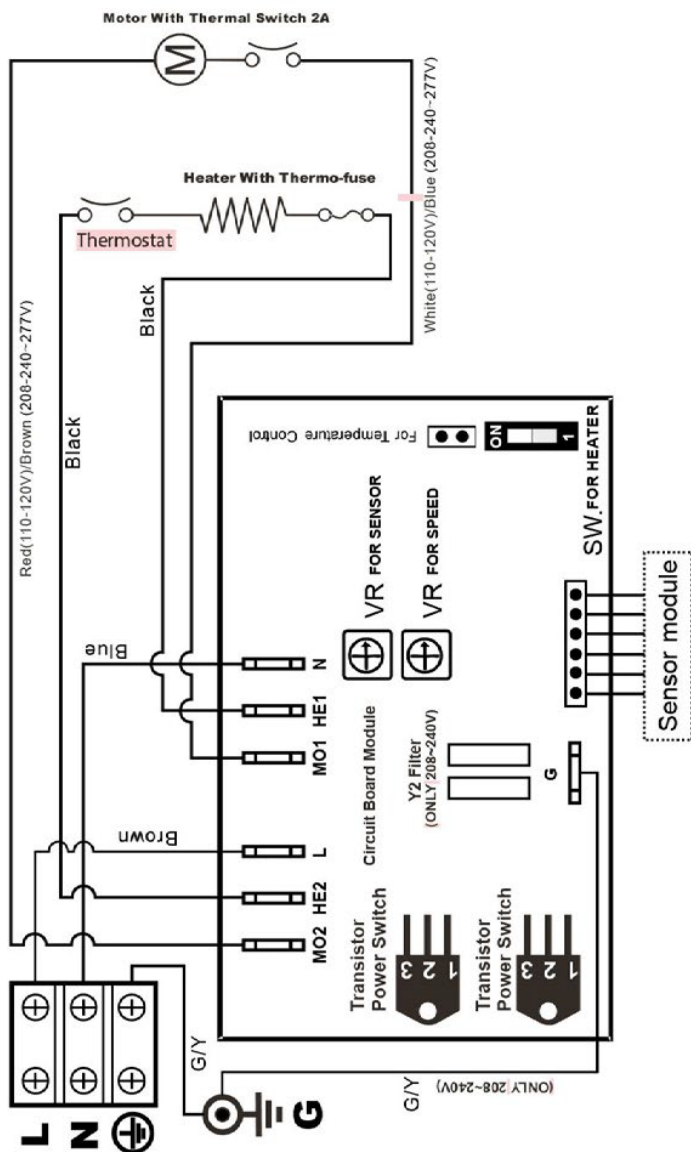 Motor With Thermal Switch 2A
M
Heater With Thermo-fuse
Thermostat
White(110-120V)/Blue (208-240~277V)
Black
Red(110-120V)/Brown (208-240~277V)
Black
For Temperature Control
ON
1
SW. FOR HEATER
VR FOR SENSOR
VR FOR SPEED
Blue
N
HE1
MO1
Brown
L
HE2
MO2
Circuit Board Module
Y2 Filter
(ONLY 208~240V)
G
Sensor module
Transistor
Power Switch
1 2 3
Transistor
Power Switch
1 2 3
G/Y
G/Y
(ONLY 208~240V)
L
N
G